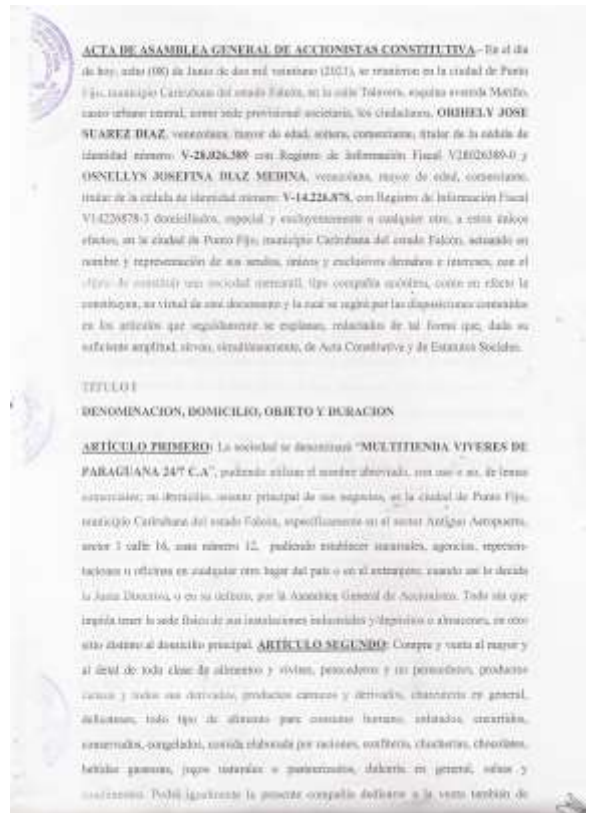 ACTA DE ASAMBLEA GENERAL DE ACCIONISTAS CONSTITUTIVA.- En el día
de hoy, ocho (08) de Junio de dos mil veintiuno (2021), se reunieron en la ciudad de Punto
Fijo, municipio Carirubana del estado Falcón, en la calle Talavera, esquina avenida Mariño,
casco urbano central, como sede provisional societaria, los ciudadanos, ORIHELY JOSE
SUAREZ DIAZ, venezolana, mayor de edad, soltera, comerciante, titular de la cédula de
identidad número V-28.026.389 con Registro de Información Fiscal V28026389-0 y
OSNELLYS JOSEFINA DIAZ MEDINA, venezolana, mayor de edad, comerciante,
titular de la cédula de identidad número V-14.226.878, con Registro de Información Fiscal
V14226878-3 domiciliados, especial y excluyentemente a cualquier otro, a estos únicos
efectos, en la ciudad de Punto Fijo, municipio Carirubana del estado Falcón, actuando en
nombre y representación de sus sendos, únicos y exclusivos derechos e intereses, con el
objeto de constituir una sociedad mercantil, tipo compañía anónima, como en efecto la
constituyen, en virtud de este documento y la cual se regirá por las disposiciones contenidas
en los artículos que seguidamente se explanan, redactados de tal forma que, dada su
suficiente amplitud, sirvan, simultáneamente, de Acta Constitutiva y de Estatutos Sociales.
TITULO I
DENOMINACION, DOMICILIO, OBJETO Y DURACION
ARTÍCULO PRIMERO: La sociedad se denominará "MULTITIENDA VIVERES DE
PARAGUANA 24/7 C.A", pudiendo utilizar el nombre abreviado, con uso o no, de lemas
comerciales; su domicilio, asiento principal de sus negocios, es la ciudad de Punto Fijo,
municipio Carirubana del estado Falcón, específicamente en el sector Antiguo Aeropuerto,
sector 1 calle 16, casa número 12, pudiendo establecer sucursales, agencias, represen-
taciones u oficinas en cualquier otro lugar del país o en el extranjero, cuando así lo decida
la Junta Directiva, o en su defecto, por la Asamblea General de Accionistas. Todo sin que
impida tener la sede física de sus instalaciones industriales y/depósitos o almacenes, en otro
sitio distinto al domicilio principal. ARTÍCULO SEGUNDO: Compra y venta al mayor y
al detal de toda clase de alimentos y víveres, perecederos y no perecederos, productos
y todos sus derivados, productos cárnicos y derivados, charcutería en general,
todo tipo de alimento para consumo humano, enlatados, encurtidos,
conservados, congelados, comida elaborada por raciones, confitería, chucherías, chocolates,
bebidas gaseosas, jugos naturales o pasteurizados, dulcería en general, salsas y
condimentos. Podrá igualmente la presente compañía dedicarse a la venta también de